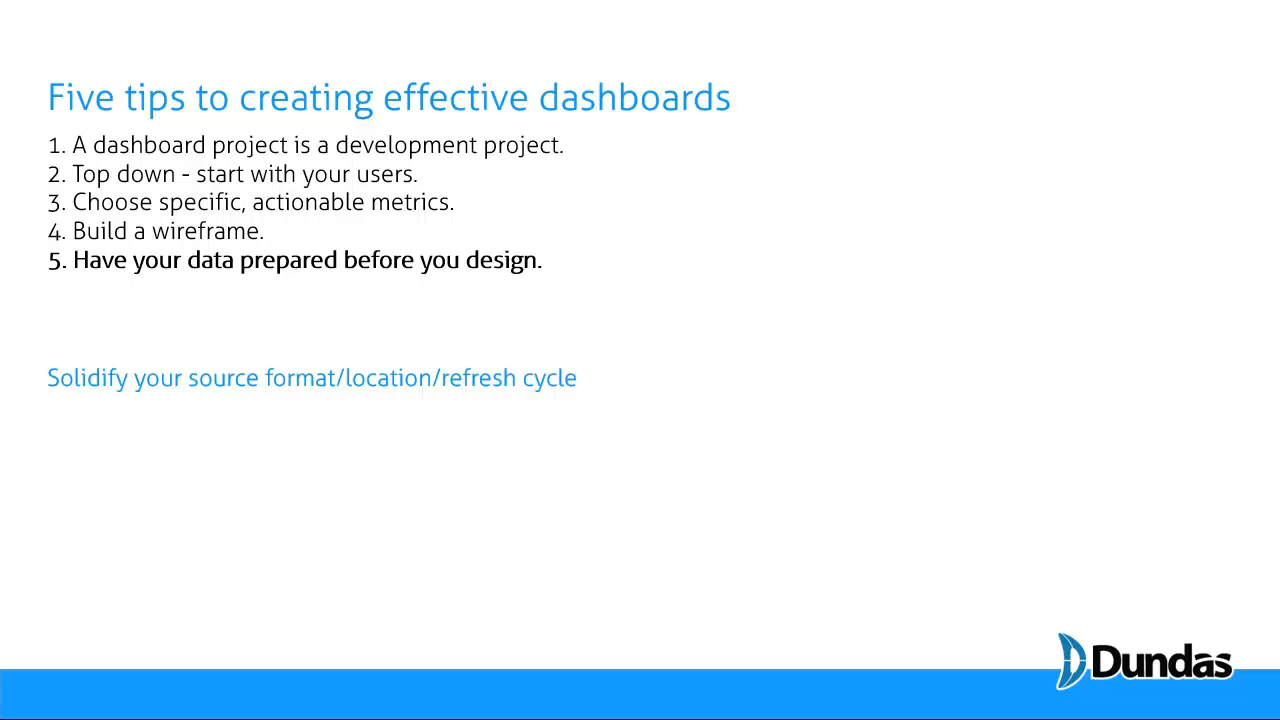 Five tips to creating effective dashboards
1. A dashboard project is a development project.
2. Top down - start with your users.
3. Choose specific, actionable metrics.
4. Build a wireframe.
5. Have your data prepared before you design.
Solidify your source format/location/refresh cycle
Dundas